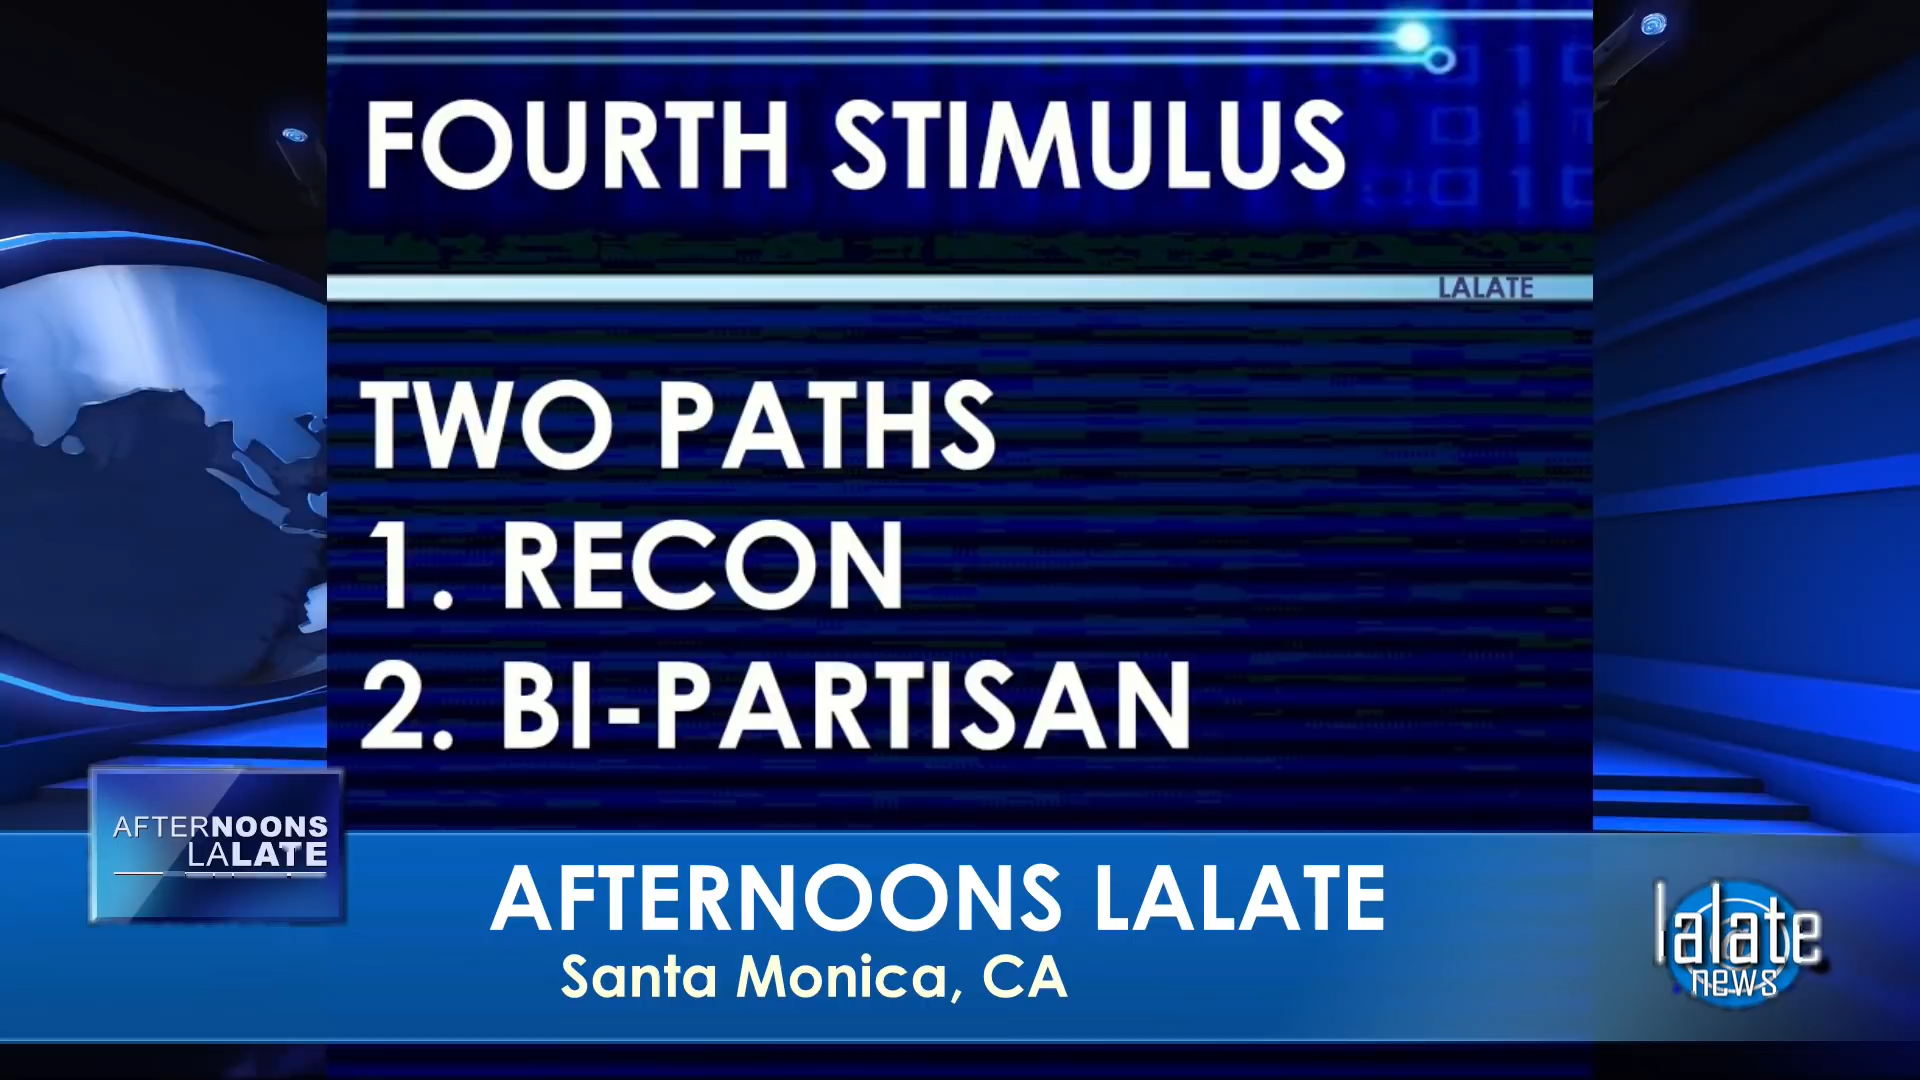 FOURTH STIMULUS
LALATE
TWO PATHS
1. RECON
2. BI-PARTISAN
AFTERNOONS
LALATE
AFTERNOONS LALATE
Santa Monica, CA
lalate
news